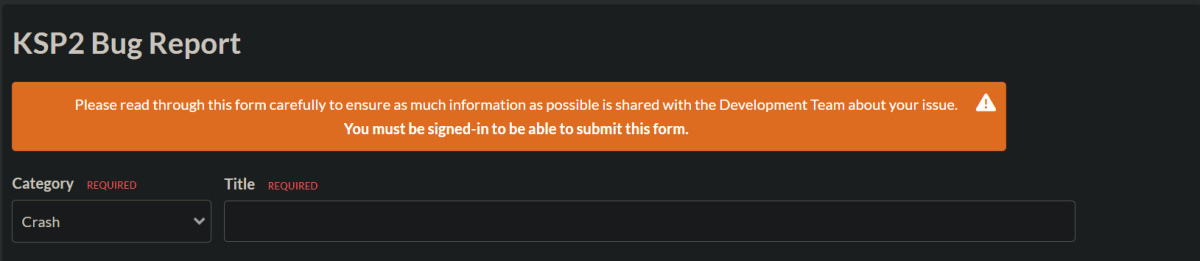 KSP2 Bug Report
Please read through this form carefully to ensure as much information as possible is shared with the Development Team about your issue.
You must be signed-in to be able to submit this form.
Category REQUIRED Title REQUIRED
Crash